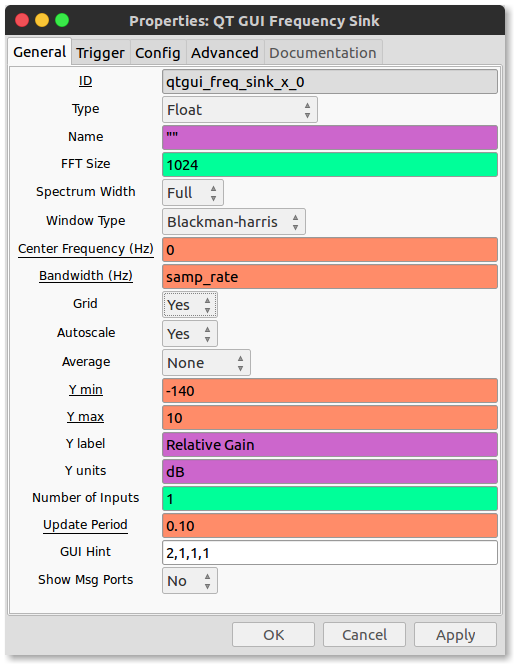 Properties: QT GUI Frequency Sink
General Trigger Config Advanced Documentation
ID qtgui_freq_sink_x_0
Type Float
Name ""
FFT Size 1024
Spectrum Width Full
Window Type Blackman-harris
Center Frequency (Hz) 0
Bandwidth (Hz) samp_rate
Grid Yes
Autoscale Yes
Average None
Y min -140
Y max 10
Y label Relative Gain
Y units dB
Number of Inputs 1
Update Period 0.10
GUI Hint 2,1,1,1
Show Msg Ports No
OK Cancel Apply